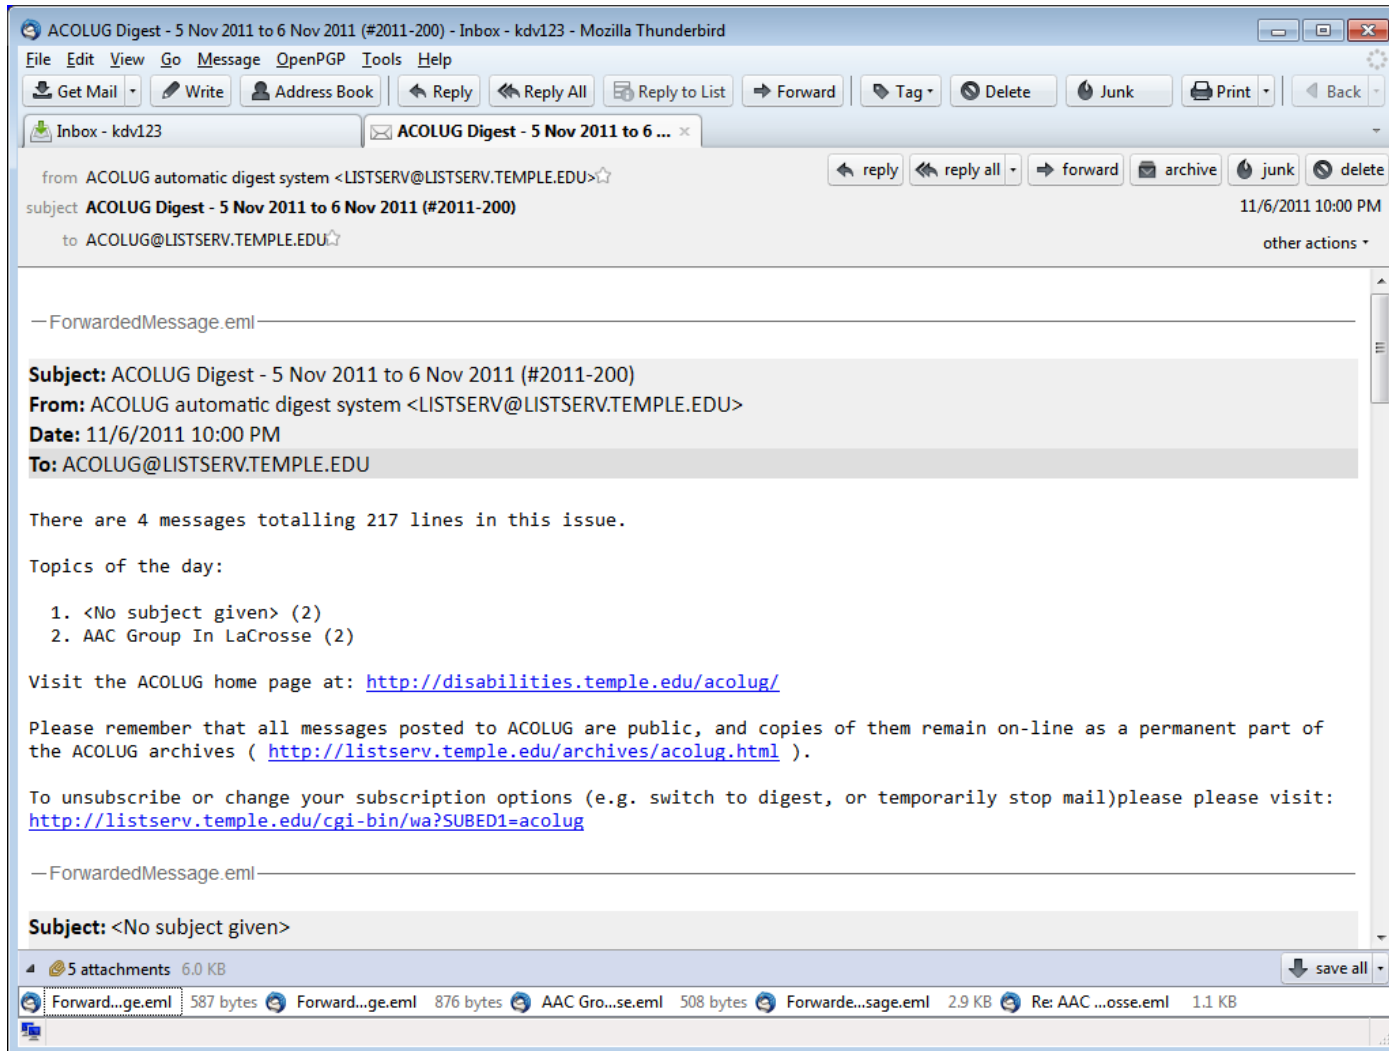 ACOLUG Digest - 5 Nov 2011 to 6 Nov 2011 (#2011-200) - Inbox - kdv123 - Mozilla Thunderbird
File Edit View Go Message OpenPGP Tools Help
Get Mail Write Address Book Reply Reply All Reply to List Forward Tag Delete Junk Print Back
Inbox - kdv123 ACOLUG Digest - 5 Nov 2011 to 6 ...
from ACOLUG automatic digest system <LISTSERV@LISTSERV.TEMPLE.EDU> reply reply all forward archive junk delete
subject ACOLUG Digest - 5 Nov 2011 to 6 Nov 2011 (#2011-200) 11/6/2011 10:00 PM
to ACOLUG@LISTSERV.TEMPLE.EDU other actions
ForwardedMessage.eml
Subject: ACOLUG Digest - 5 Nov 2011 to 6 Nov 2011 (#2011-200)
From: ACOLUG automatic digest system <LISTSERV@LISTSERV.TEMPLE.EDU>
Date: 11/6/2011 10:00 PM
To: ACOLUG@LISTSERV.TEMPLE.EDU
There are 4 messages totalling 217 lines in this issue.
Topics of the day:
1. <No subject given> (2)
2. AAC Group In LaCrosse (2)
Visit the ACOLUG home page at: http://disabilities.temple.edu/acolug/
Please remember that all messages posted to ACOLUG are public, and copies of them remain on-line as a permanent part of
the ACOLUG archives ( http://listserv.temple.edu/archives/acolug.html ).
To unsubscribe or change your subscription options (e.g. switch to digest, or temporarily stop mail)please please visit:
http://listserv.temple.edu/cgi-bin/wa?SUBED1=acolug
ForwardedMessage.eml
Subject: <No subject given>
5 attachments 6.0 KB save all
Forward...ge.eml 587 bytes Forward...ge.eml 876 bytes AAC Gro...se.eml 508 bytes Forwarde...sage.eml 2.9 KB Re: AAC ...osse.eml 1.1 KB